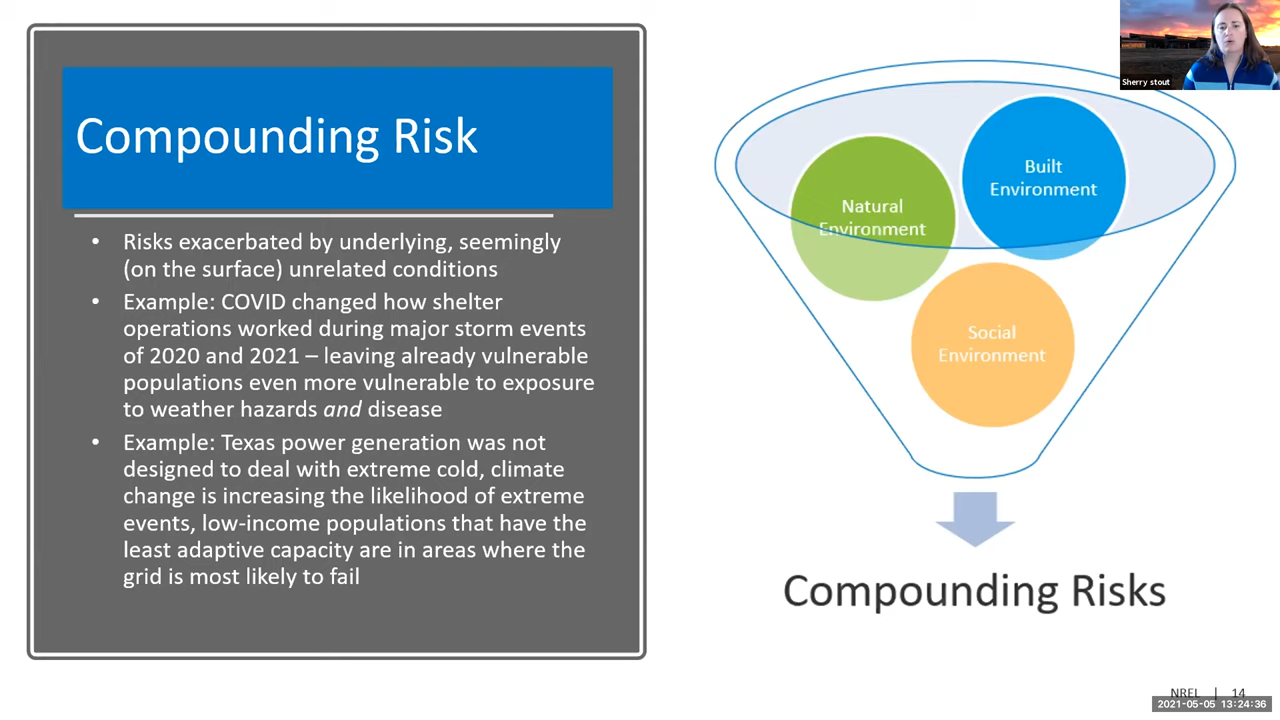 Compounding Risk
• Risks exacerbated by underlying, seemingly
(on the surface) unrelated conditions
• Example: COVID changed how shelter
operations worked during major storm events
of 2020 and 2021 – leaving already vulnerable
populations even more vulnerable to exposure
to weather hazards and disease
• Example: Texas power generation was not
designed to deal with extreme cold, climate
change is increasing the likelihood of extreme
events, low-income populations that have the
least adaptive capacity are in areas where the
grid is most likely to fail
Natural
Environment
Built
Environment
Social
Environment
Compounding Risks
Sherry stout
NREL | 14
2021-05-05 13:24:36